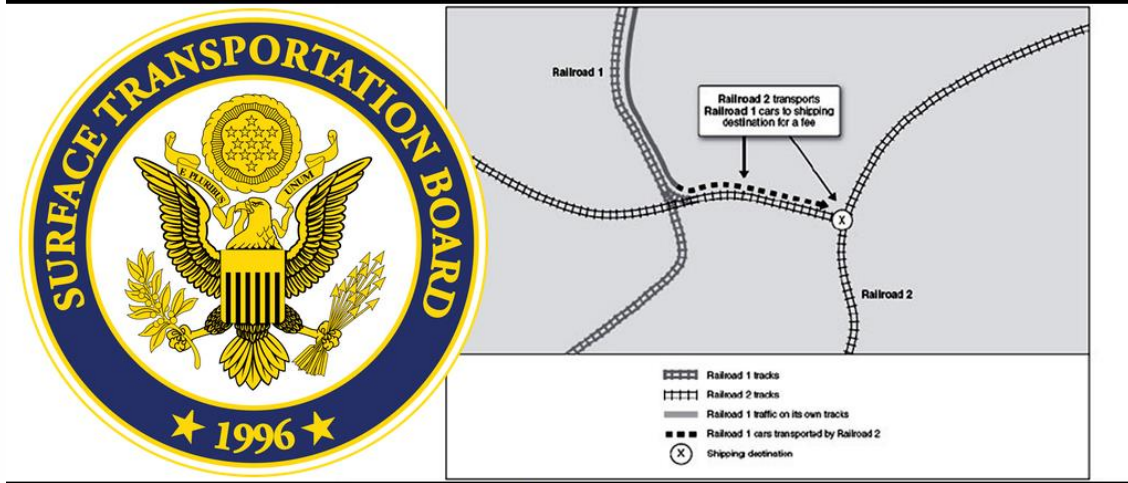 SURFACE TRANSPORTATION BOARD
E PLURIBUS
UNUM
1996
Railroad 1
Railroad 2 transports
Railroad 1 cars to shipping
destination for a fee
X
Railroad 2
Railroad 1 tracks
Railroad 2 tracks
Railroad 1 traffic on its own tracks
Railroad 1 cars transported by Railroad 2
X Shipping destination